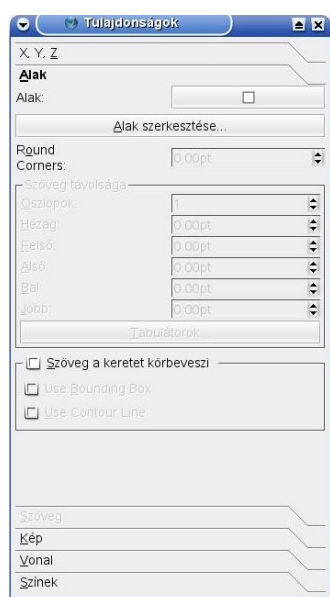 Tulajdonságok
X, Y, Z
Alak
Alak:
Alak szerkesztése...
Round
Corners:
0.00pt
Szöveg távolsága
Oszlopok: 1
Hézag: 0.00pt
Felső: 0.00pt
Alsó: 0.00pt
Bal: 0.00pt
Jobb: 0.00pt
Tabulátorok...
Szöveg a keretet körbeveszi
Use Bounding Box
Use Contour Line
Szöveg
Kép
Vonal
Színek